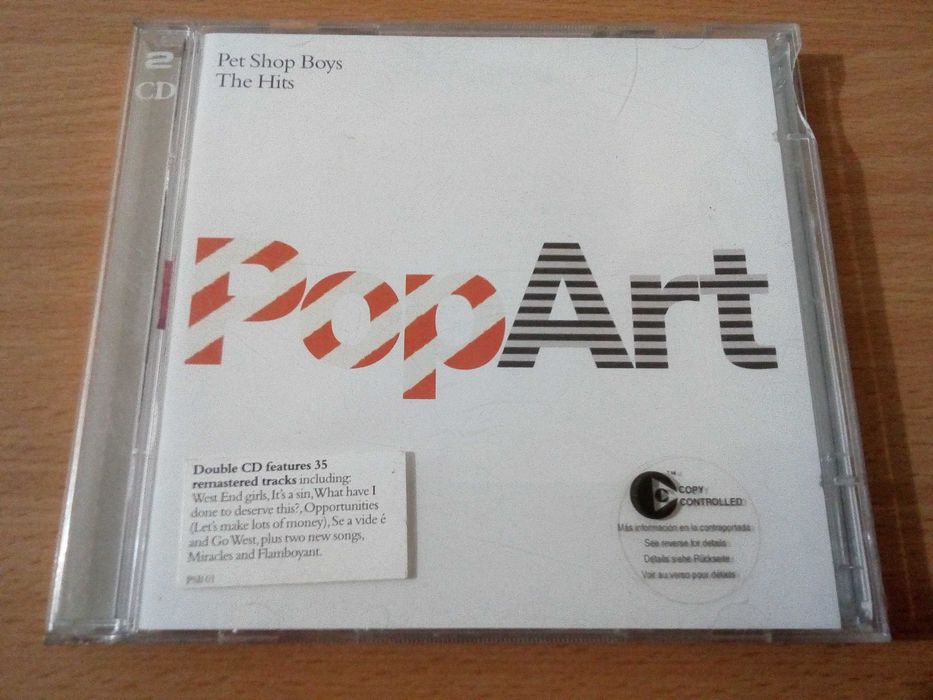 2
CD
Pet Shop Boys
The Hits
PopArt
Double CD features 35
remastered tracks including:
West End girls, It's a sin, What have I
done to deserve this?, Opportunities
(Let's make lots of money), Se a vide é
and Go West, plus two new songs,
Miracles and Flamboyant.
PSB 01
TM
C
COPY
CONTROLLED
Más información en la contraportada
See reverse for details
Details siehe Rückseite
Voir au verso pour détails